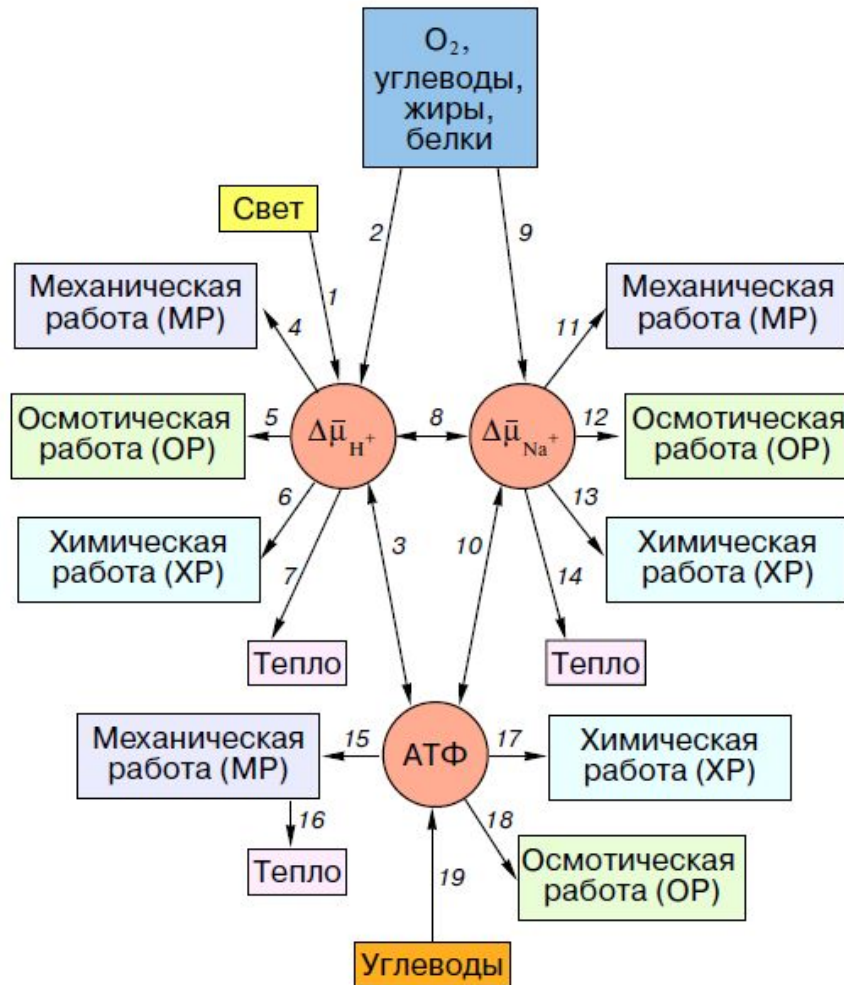 O₂,
углеводы,
жиры,
белки
Свет
2
9
1
Механическая
работа (МР)
4
11
Механическая
работа (МР)
Осмотическая
работа (ОР)
5
Δμ̄H⁺
8
Δμ̄Na⁺
12
Осмотическая
работа (ОР)
6
13
Химическая
работа (ХР)
7
3
10
14
Химическая
работа (ХР)
Тепло
Тепло
Механическая
работа (МР)
15
АТФ
17
Химическая
работа (ХР)
16
18
Тепло
19
Осмотическая
работа (ОР)
Углеводы